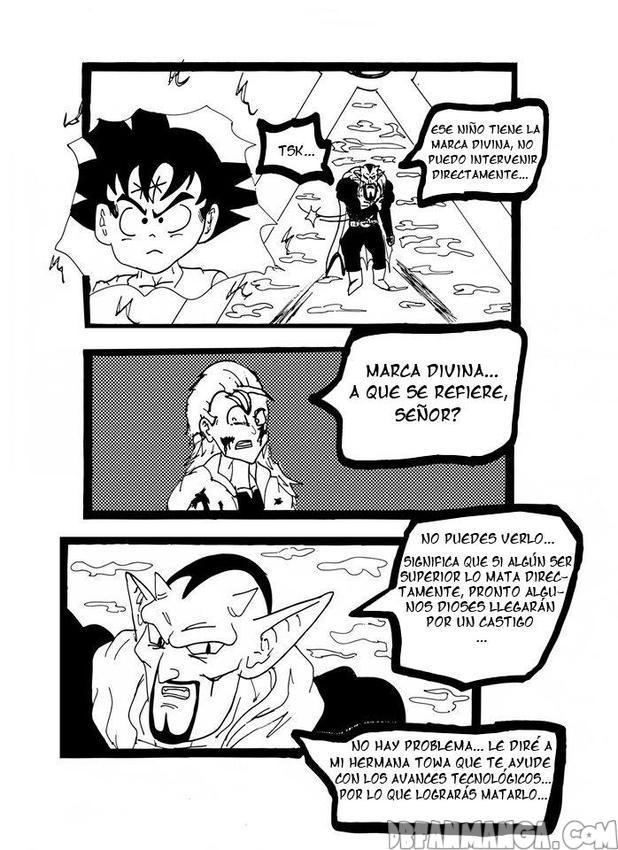 TSK...
ESE NIÑO TIENE LA
MARCA DIVINA, NO
PUEDO INTERVENIR
DIRECTAMENTE...
MARCA DIVINA...
A QUE SE REFIERE,
SEÑOR?
NO PUEDES VERLO...
SIGNIFICA QUE SI ALGÚN SER
SUPERIOR LO MATA DIREC-
TAMENTE, PRONTO ALGU-
NOS DIOSES LLEGARÁN
POR UN CASTIGO
...
NO HAY PROBLEMA... LE DIRÉ A
MI HERMANA TOWA QUE TE AYUDE
CON LOS AVANCES TECNOLÓGICOS...
POR LO QUE LOGRARÁS MATARLO...
DBFANMANGA.COM